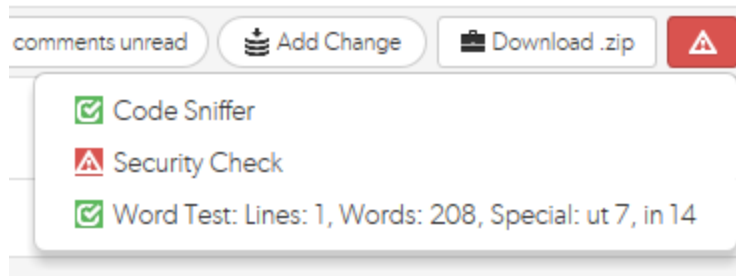 comments unread Add Change Download .zip
Code Sniffer
Security Check
Word Test: Lines: 1, Words: 208, Special: ut 7, in 14